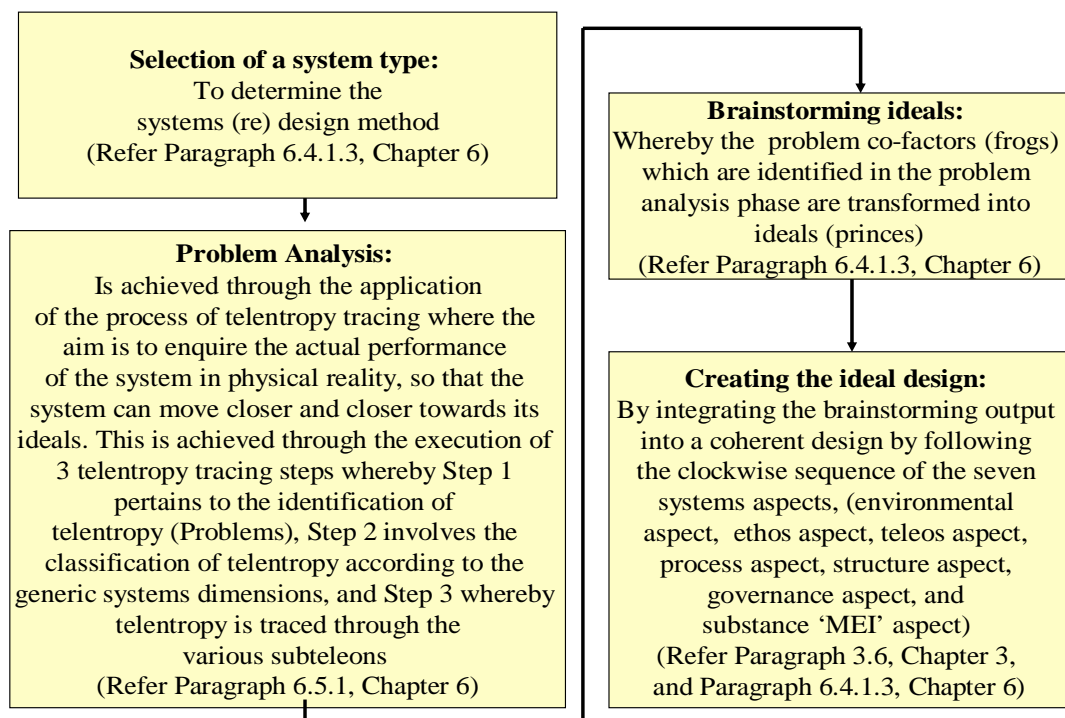 Selection of a system type:
To determine the
systems (re) design method
(Refer Paragraph 6.4.1.3, Chapter 6)
Problem Analysis:
Is achieved through the application
of the process of telentropy tracing where the
aim is to enquire the actual performance
of the system in physical reality, so that the
system can move closer and closer towards its
ideals. This is achieved through the execution of
3 telentropy tracing steps whereby Step 1
pertains to the identification of
telentropy (Problems), Step 2 involves the
classification of telentropy according to the
generic systems dimensions, and Step 3 whereby
telentropy is traced through the
various subteleons
(Refer Paragraph 6.5.1, Chapter 6)
Brainstorming ideals:
Whereby the problem co-factors (frogs)
which are identified in the problem
analysis phase are transformed into
ideals (princes)
(Refer Paragraph 6.4.1.3, Chapter 6)
Creating the ideal design:
By integrating the brainstorming output
into a coherent design by following
the clockwise sequence of the seven
systems aspects, (environmental
aspect, ethos aspect, teleos aspect,
process aspect, structure aspect,
governance aspect, and
substance ‘MEI’ aspect)
(Refer Paragraph 3.6, Chapter 3,
and Paragraph 6.4.1.3, Chapter 6)